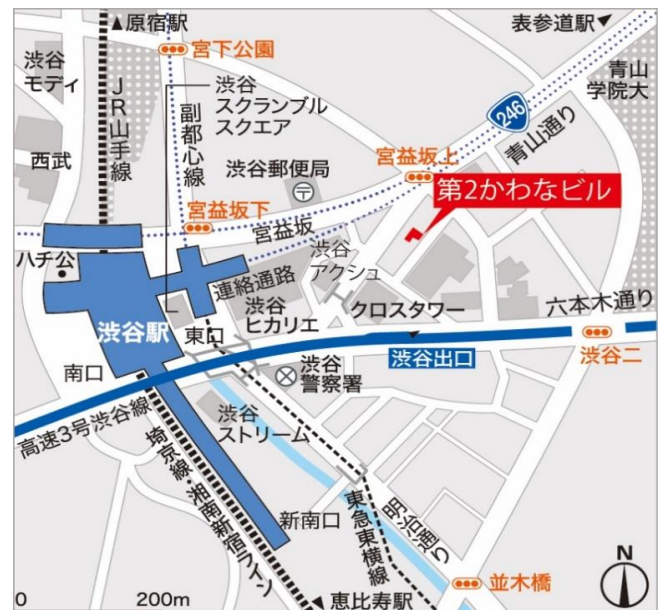 ▲原宿駅
表参道駅
宮下公園
渋谷
モディ
渋谷
スクランブル
スクエア
青山
学院大
246
JR山手線
副都心線
青山通り
西武
渋谷郵便局
宮益坂上
第2かわなビル
宮益坂下
宮益坂
渋谷
アクシュ
ハチ公
連絡通路
クロスタワー
六本木通り
渋谷
ヒカリエ
渋谷駅
東口
渋谷出口
渋谷二
南口
渋谷
警察署
高速3号渋谷線
渋谷
ストリーム
埼京線・湘南新宿ライン
新南口
東急東横線
明治通り
並木橋
N
0 200m
▼恵比寿駅